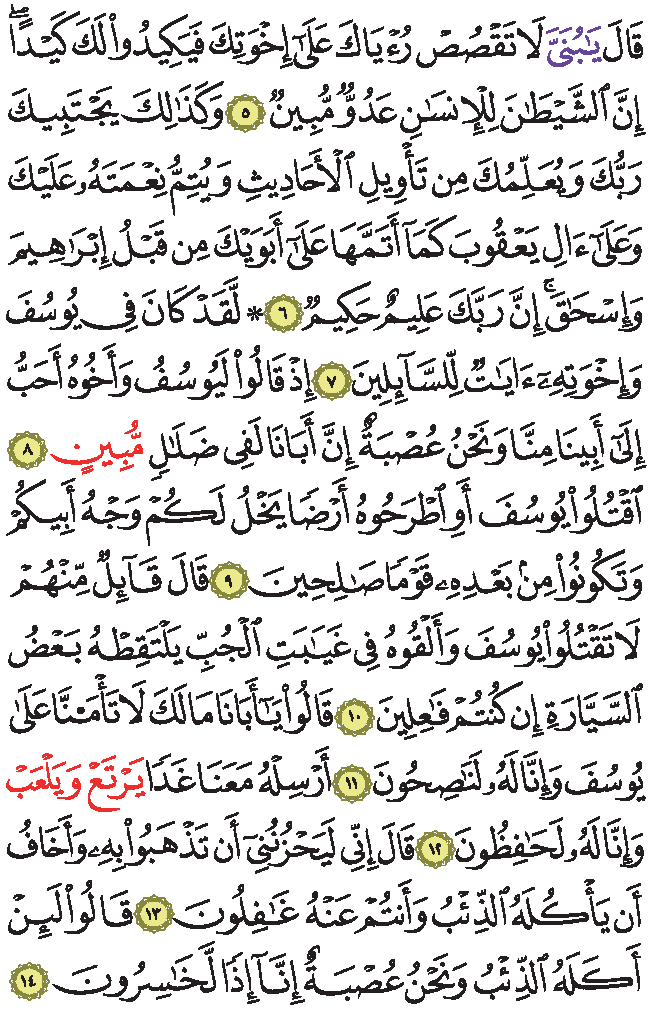 قَالَ يَٰبُنَيَّ لَا تَقْصُصْ رُءْيَاكَ عَلَىٰٓ إِخْوَتِكَ فَيَكِيدُوا۟ لَكَ كَيْدًا ۖ
إِنَّ ٱلشَّيْطَٰنَ لِلْإِنسَٰنِ عَدُوٌّ مُّبِينٌ ٥ وَكَذَٰلِكَ يَجْتَبِيكَ
رَبُّكَ وَيُعَلِّمُكَ مِن تَأْوِيلِ ٱلْأَحَادِيثِ وَيُتِمُّ نِعْمَتَهُۥ عَلَيْكَ
وَعَلَىٰٓ ءَالِ يَعْقُوبَ كَمَآ أَتَمَّهَا عَلَىٰٓ أَبَوَيْكَ مِن قَبْلُ إِبْرَٰهِيمَ
وَإِسْحَٰقَ ۚ إِنَّ رَبَّكَ عَلِيمٌ حَكِيمٌ ٦ * لَّقَدْ كَانَ فِى يُوسُفَ
وَإِخْوَتِهِۦٓ ءَايَٰتٌ لِّلسَّآئِلِينَ ٧ إِذْ قَالُوا۟ لَيُوسُفُ وَأَخُوهُ أَحَبُّ
إِلَىٰٓ أَبِينَا مِنَّا وَنَحْنُ عُصْبَةٌ إِنَّ أَبَانَا لَفِى ضَلَٰلٍ مُّبِينٍ ٨
ٱقْتُلُوا۟ يُوسُفَ أَوِ ٱطْرَحُوهُ أَرْضًا يَخْلُ لَكُمْ وَجْهُ أَبِيكُمْ
وَتَكُونُوا۟ مِنۢ بَعْدِهِۦ قَوْمًا صَٰلِحِينَ ٩ قَالَ قَآئِلٌ مِّنْهُمْ
لَا تَقْتُلُوا۟ يُوسُفَ وَأَلْقُوهُ فِى غَيَٰبَتِ ٱلْجُبِّ يَلْتَقِطْهُ بَعْضُ
ٱلسَّيَّارَةِ إِن كُنتُمْ فَٰعِلِينَ ١٠ قَالُوا۟ يَٰٓأَبَانَا مَا لَكَ لَا تَأْمَ۫نَّا عَلَىٰ
يُوسُفَ وَإِنَّا لَهُۥ لَنَٰصِحُونَ ١١ أَرْسِلْهُ مَعَنَا غَدًا يَرْتَعْ وَيَلْعَبْ
وَإِنَّا لَهُۥ لَحَٰفِظُونَ ١٢ قَالَ إِنِّى لَيَحْزُنُنِىٓ أَن تَذْهَبُوا۟ بِهِۦ وَأَخَافُ
أَن يَأْكُلَهُ ٱلذِّئْبُ وَأَنتُمْ عَنْهُ غَٰفِلُونَ ١٣ قَالُوا۟ لَئِنْ
أَكَلَهُ ٱلذِّئْبُ وَنَحْنُ عُصْبَةٌ إِنَّآ إِذًا لَّخَٰسِرُونَ ١٤